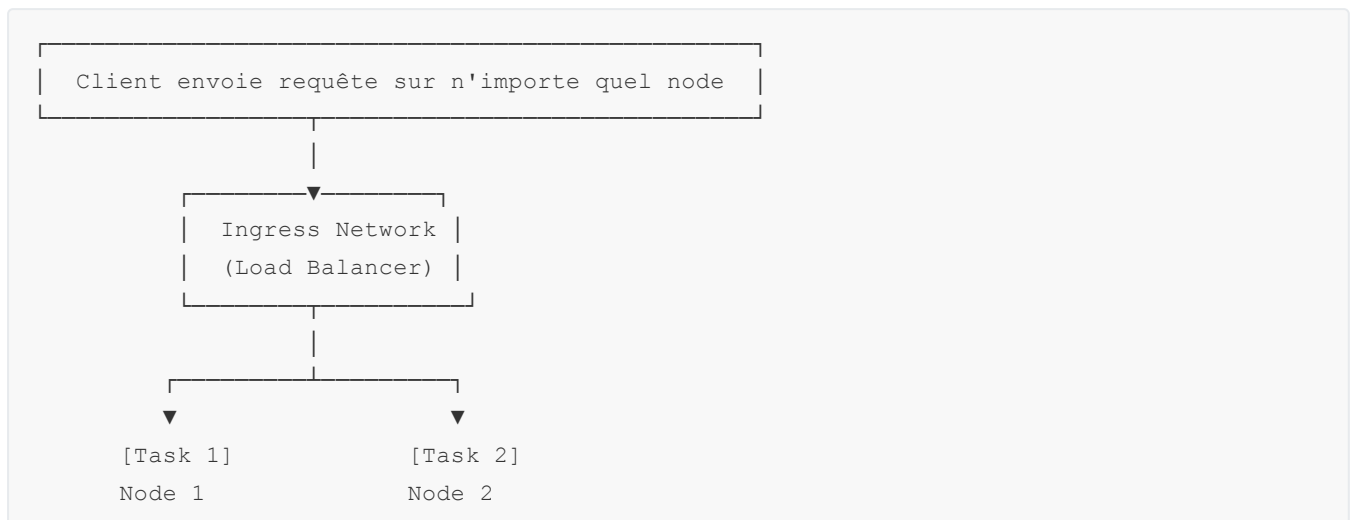 Client envoie requête sur n'importe quel node
Ingress Network
(Load Balancer)
[Task 1] [Task 2]
Node 1 Node 2